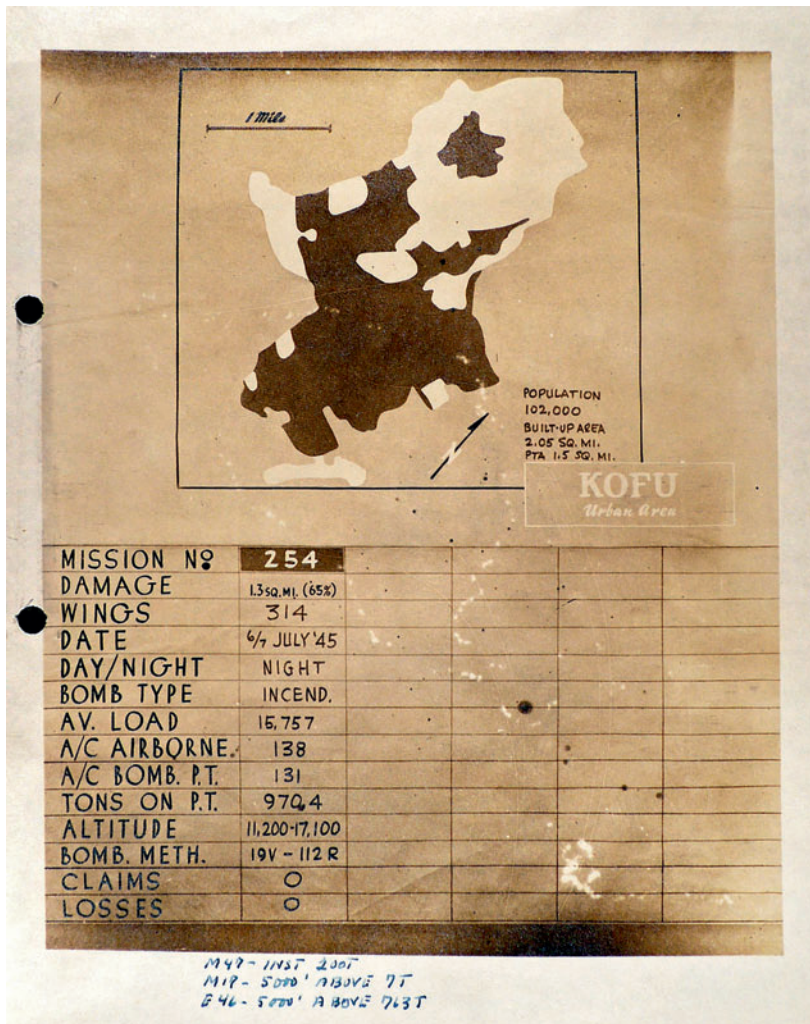 1 Mile
POPULATION
102,000
BUILT-UP AREA
2.05 SQ. MI.
PTA 1.5 SQ. MI.
KOFU
Urban Area
MISSION Nº 254
DAMAGE 1.3 SQ. MI. (65%)
WINGS 314
DATE 6/7 JULY '45
DAY/NIGHT NIGHT
BOMB TYPE INCEND.
AV. LOAD 15,757
A/C AIRBORNE. 138
A/C BOMB. P.T. 131
TONS ON P.T. 970.4
ALTITUDE 11,200-17,100
BOMB. METH. 19V - 112 R
CLAIMS 0
LOSSES 0
M47 - INST 200T
M19 - 5000' ABOVE 7T
E46 - 5000' ABOVE 763T